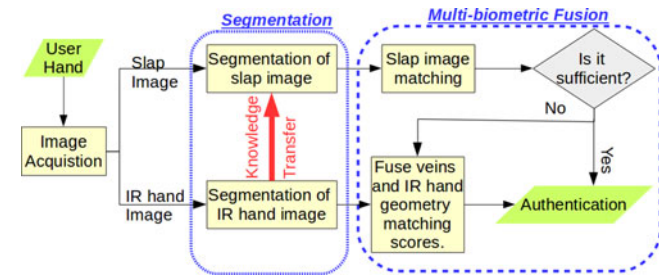 Segmentation
Multi-biometric Fusion
User
Hand
Slap
Image
Segmentation of
slap image
Slap image
matching
Is it
sufficient?
Image
Acquistion
Knowledge
Transfer
No
Yes
IR hand
Image
Segmentation of
IR hand image
Fuse veins
and IR hand
geometry
matching
scores.
Authentication